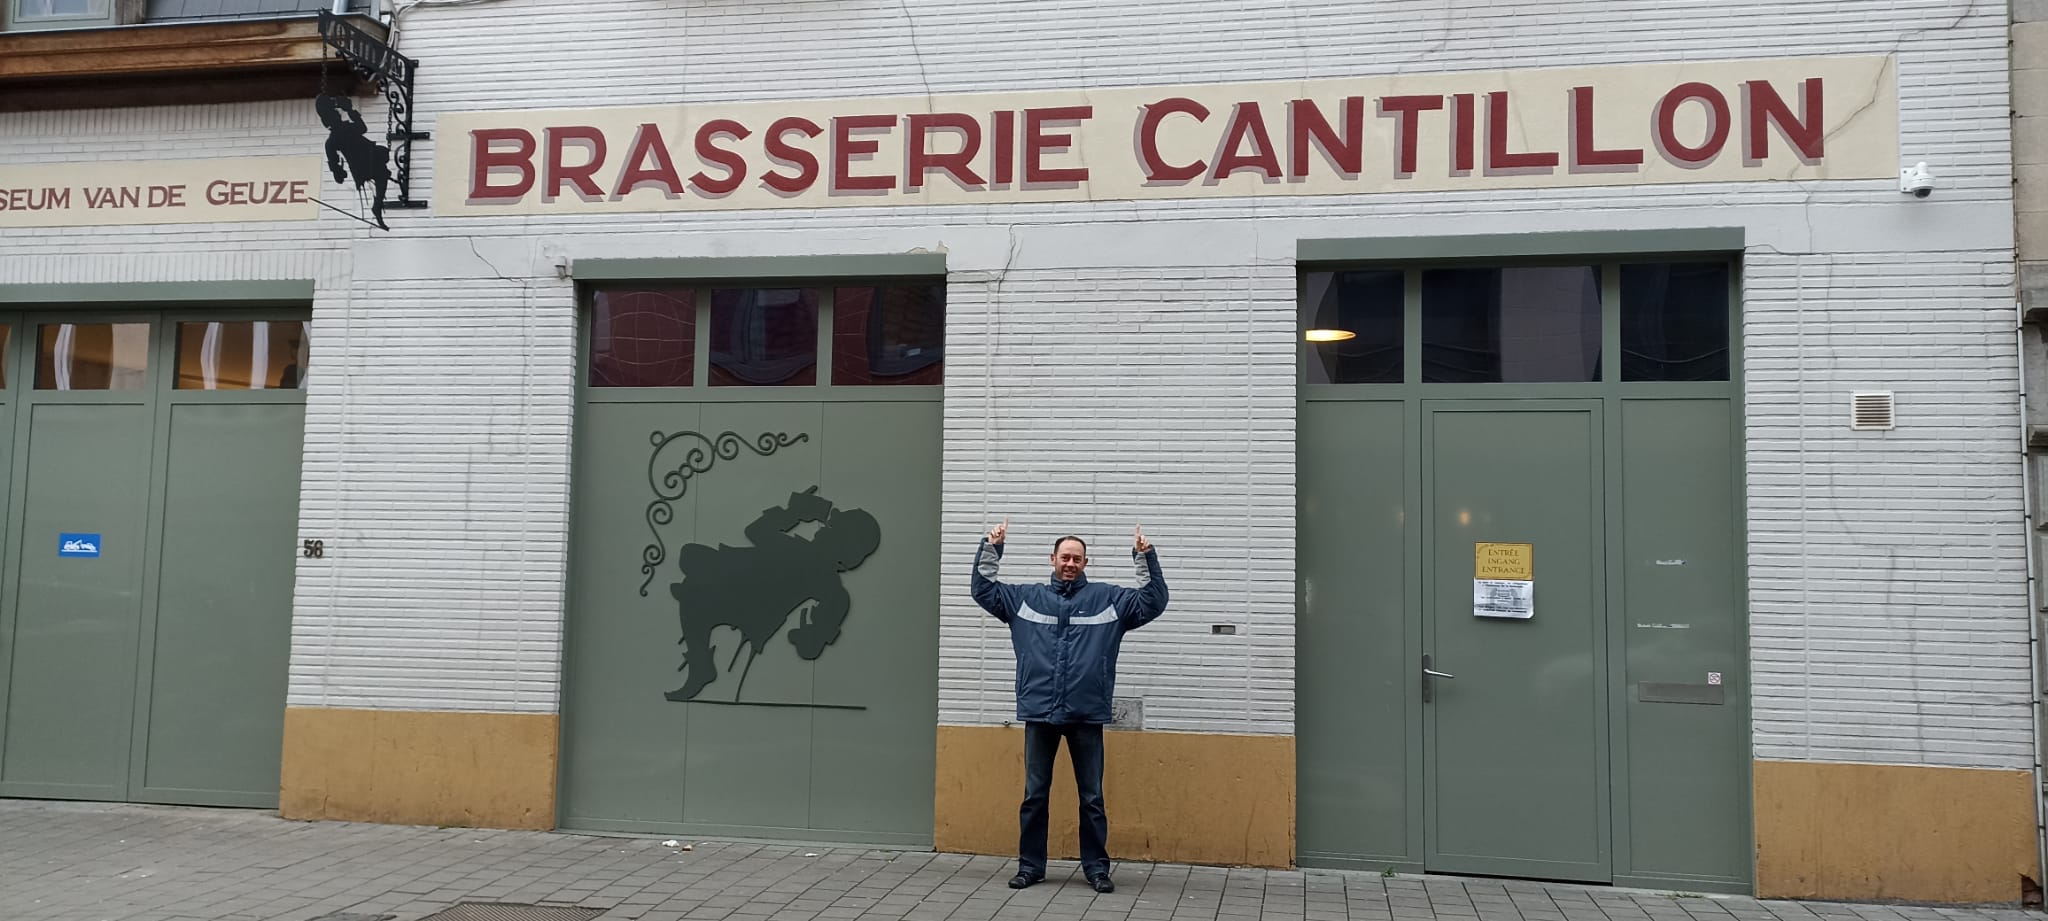 SEUM VAN DE GEUZE
BRASSERIE CANTILLON
56
ENTRÉE
INGANG
ENTRANCE